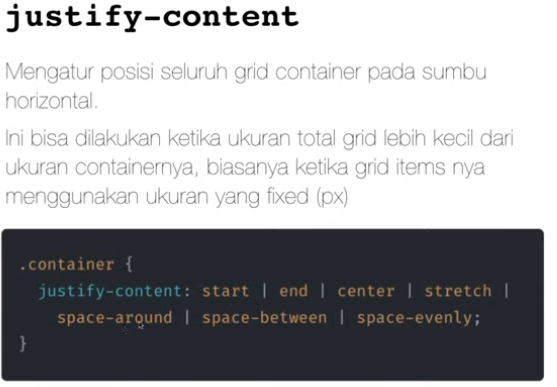 justify-content
Mengatur posisi seluruh grid container pada sumbu
horizontal.
Ini bisa dilakukan ketika ukuran total grid lebih kecil dari
ukuran containernya, biasanya ketika grid items nya
menggunakan ukuran yang fixed (px)
.container {
justify-content: start | end | center | stretch |
space-around | space-between | space-evenly;
}